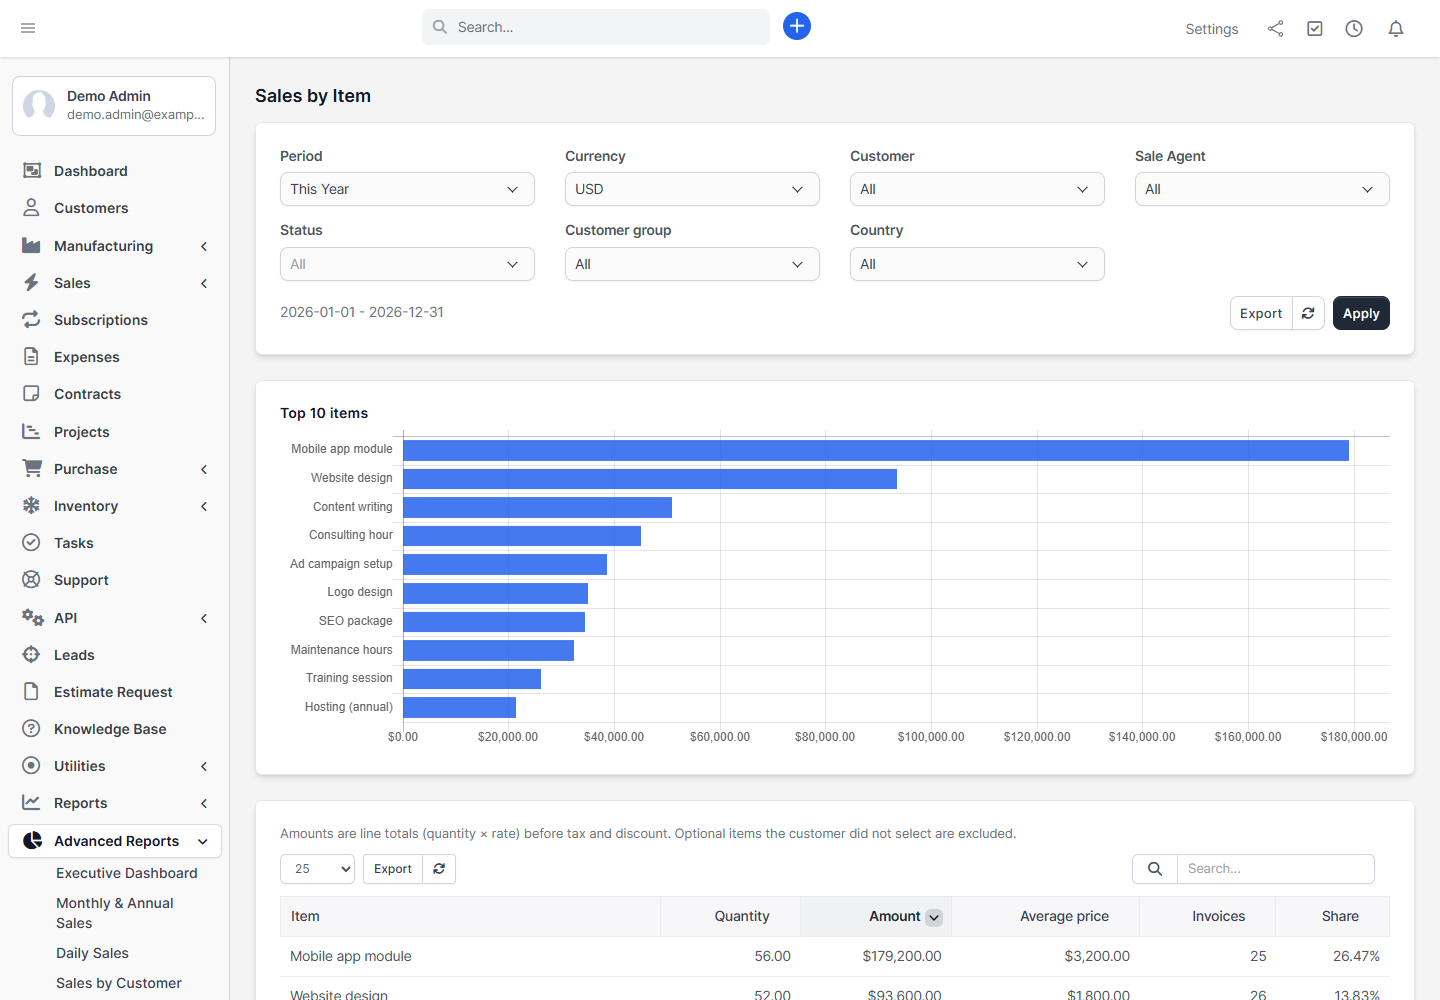 Search...
Settings
Demo Admin
demo.admin@examp...
Dashboard
Customers
Manufacturing
Sales
Subscriptions
Expenses
Contracts
Projects
Purchase
Inventory
Tasks
Support
API
Leads
Estimate Request
Knowledge Base
Utilities
Reports
Advanced Reports
Executive Dashboard
Monthly & Annual
Sales
Daily Sales
Sales by Customer
Sales by Item
Period Currency Customer Sale Agent
This Year USD All All
Status Customer group Country
All All All
2026-01-01 - 2026-12-31
Export Apply
Top 10 items
Mobile app module
Website design
Content writing
Consulting hour
Ad campaign setup
Logo design
SEO package
Maintenance hours
Training session
Hosting (annual)
$0.00 $20,000.00 $40,000.00 $60,000.00 $80,000.00 $100,000.00 $120,000.00 $140,000.00 $160,000.00 $180,000.00
Amounts are line totals (quantity × rate) before tax and discount. Optional items the customer did not select are excluded.
25 Export Search...
Item Quantity Amount Average price Invoices Share
Mobile app module 56.00 $179,200.00 $3,200.00 25 26.47%
Website design 52.00 $93,600.00 $1,800.00 26 13.83%